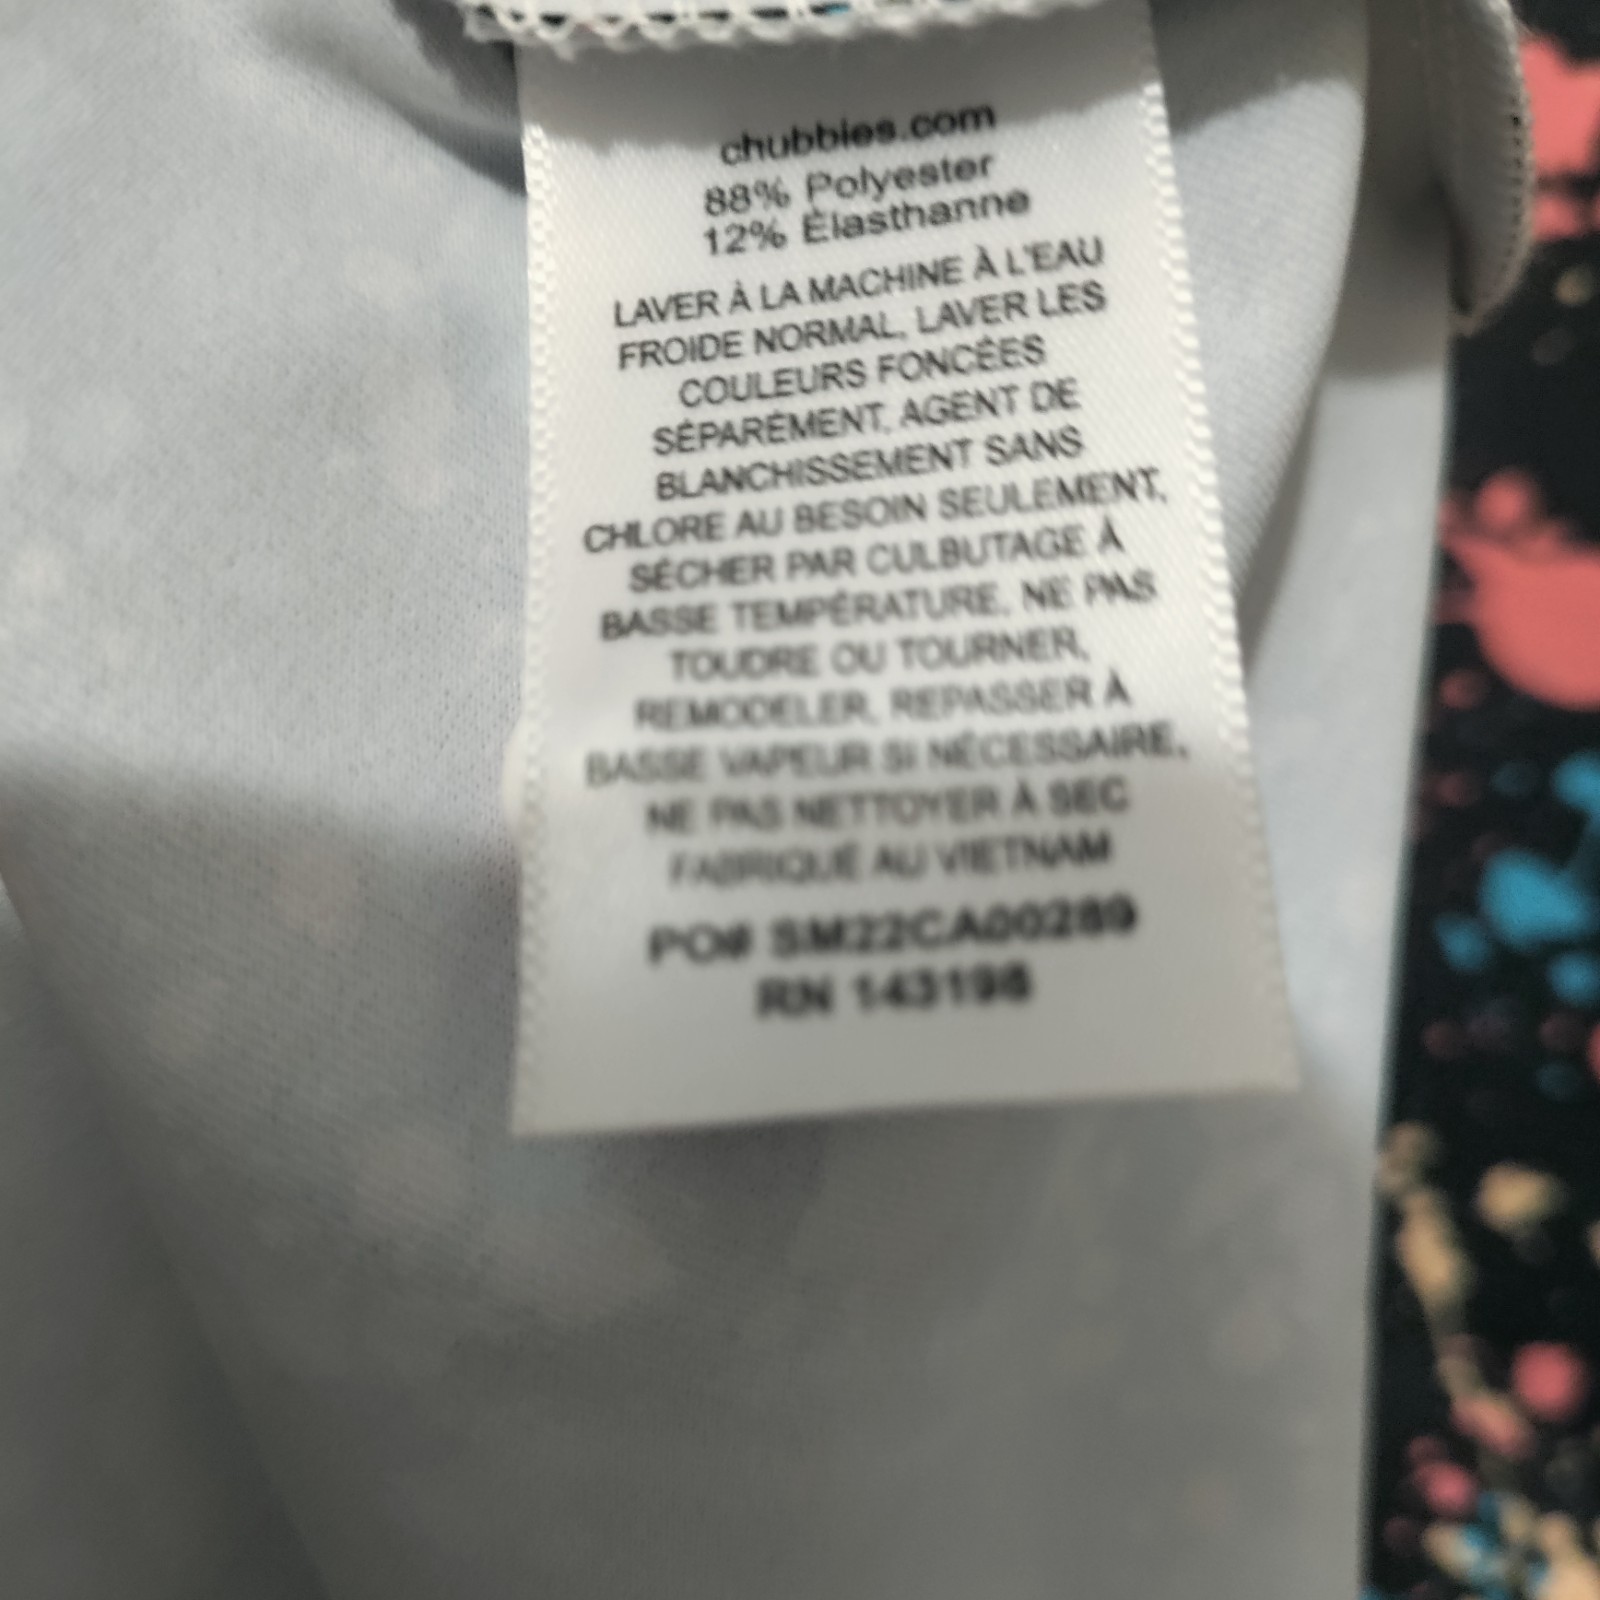 chubbies.com
88% Polyester
12% Élasthanne
LAVER À LA MACHINE À L'EAU
FROIDE NORMAL, LAVER LES
COULEURS FONCÉES
SÉPARÉMENT, AGENT DE
BLANCHISSEMENT SANS
CHLORE AU BESOIN SEULEMENT,
SÉCHER PAR CULBUTAGE À
BASSE TEMPÉRATURE, NE PAS
TOUDRE OU TOURNER,
REMODELER, REPASSER À
BASSE VAPEUR SI NÉCESSAIRE,
NE PAS NETTOYER À SEC
FABRIQUÉ AU VIETNAM
PO# SM22CA00289
RN 143198